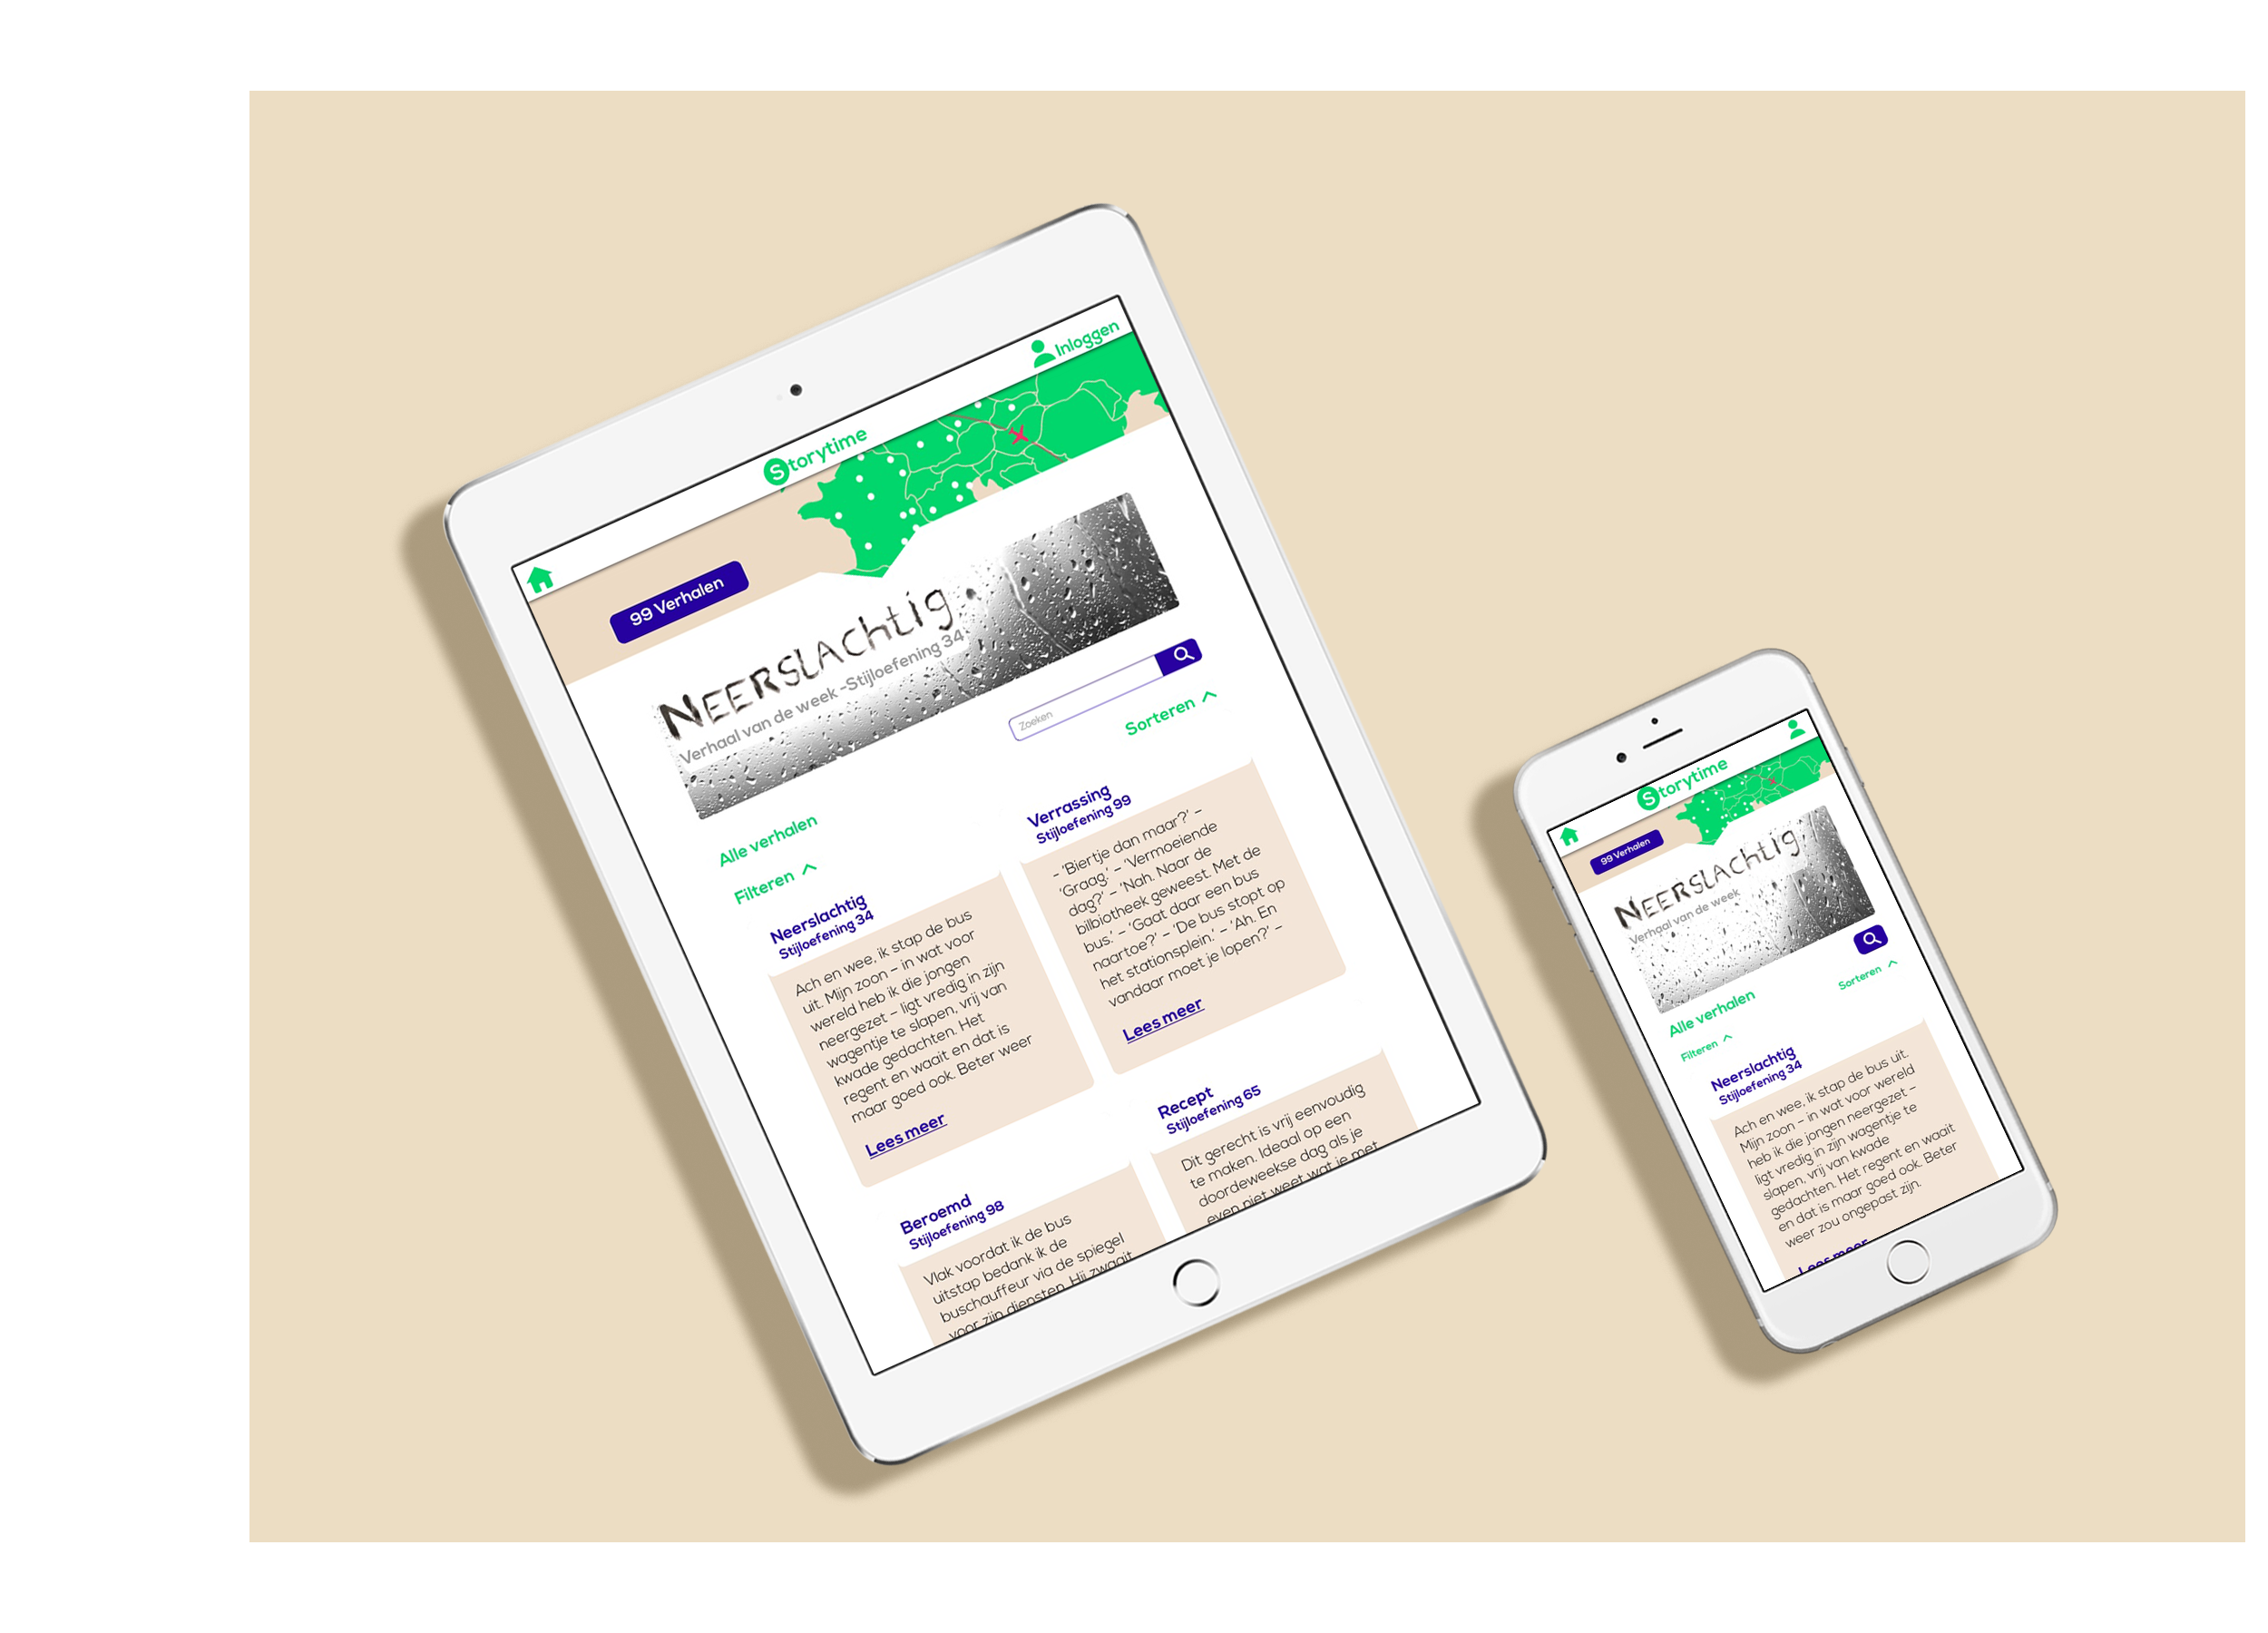 Inloggen
Storytime
99 Verhalen
Neerslachtig
Verhaal van de week -Stijloefening 34
Zoeken
Sorteren
Alle verhalen
Filteren
Neerslachtig
Stijloefening 34
Ach en wee, ik stap de bus
uit. Mijn zoon – in wat voor
wereld heb ik die jongen
neergezet – ligt vredig in zijn
wagentje te slapen, vrij van
kwade gedachten. Het
regent en waait en dat is
maar goed ook. Beter weer
Lees meer
Verrassing
Stijloefening 99
– ‘Biertje dan maar?’ –
‘Graag.’ – ‘Vermoeiende
dag?’ – ‘Nah. Naar de
bilbiotheek geweest. Met de
bus.’ – ‘Gaat daar een bus
naartoe?’ – ‘De bus stopt op
het stationsplein.’ – ‘Ah. En
vandaar moet je lopen?’ –
Lees meer
Beroemd
Stijloefening 98
Vlak voordat ik de bus
uitstap bedank ik de
buschauffeur via de spiegel
voor zijn diensten. Hij zwaait
Recept
Stijloefening 65
Dit gerecht is vrij eenvoudig
te maken. Ideaal op een
doordeweekse dag als je
even niet weet wat je met
Storytime
99 Verhalen
Neerslachtig
Verhaal van de week
Sorteren
Alle verhalen
Filteren
Neerslachtig
Stijloefening 34
Ach en wee, ik stap de bus uit.
Mijn zoon – in wat voor wereld
heb ik die jongen neergezet –
ligt vredig in zijn wagentje te
slapen, vrij van kwade
gedachten. Het regent en waait
en dat is maar goed ook. Beter
weer zou ongepast zijn.
Lees meer